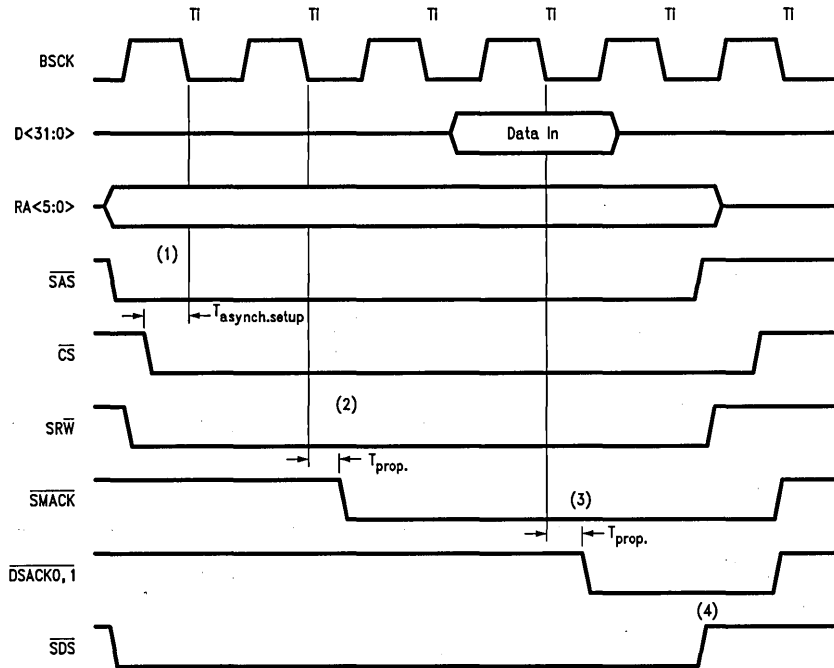 Ti Ti Ti Ti Ti Ti
BSCK
D<31:0>
Data In
RA<5:0>
(1)
SAS
Tasynch.setup
CS
(2)
SRW
Tprop.
SMACK
(3)
Tprop.
DSACK0,1
(4)
SDS